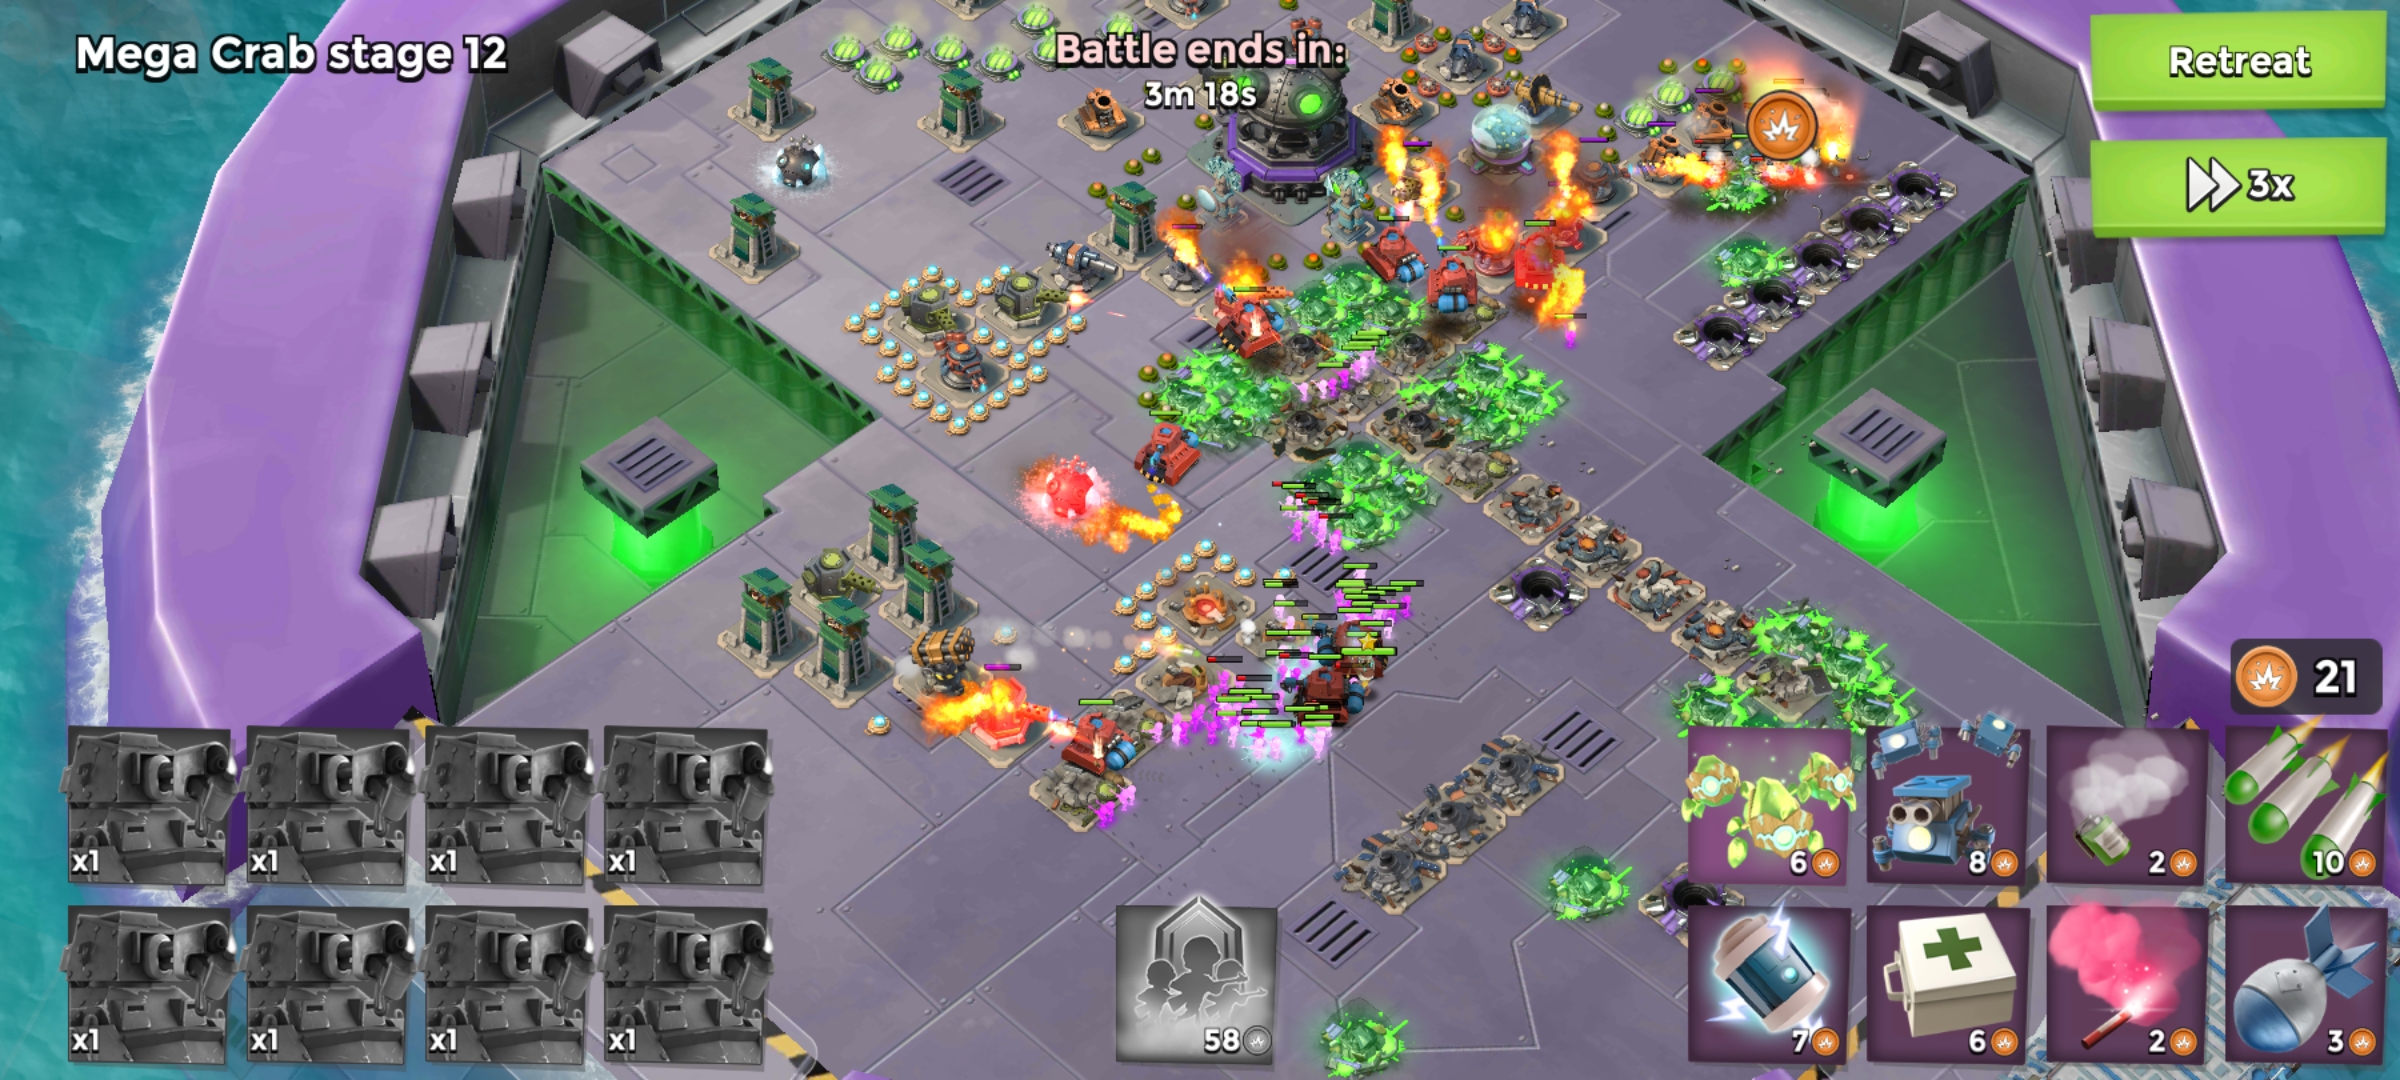 Mega Crab stage 12
Battle ends in:
3m 18s
Retreat
3x
21
x1
x1
x1
x1
6
8
2
10
x1
x1
x1
x1
58
7
6
2
3